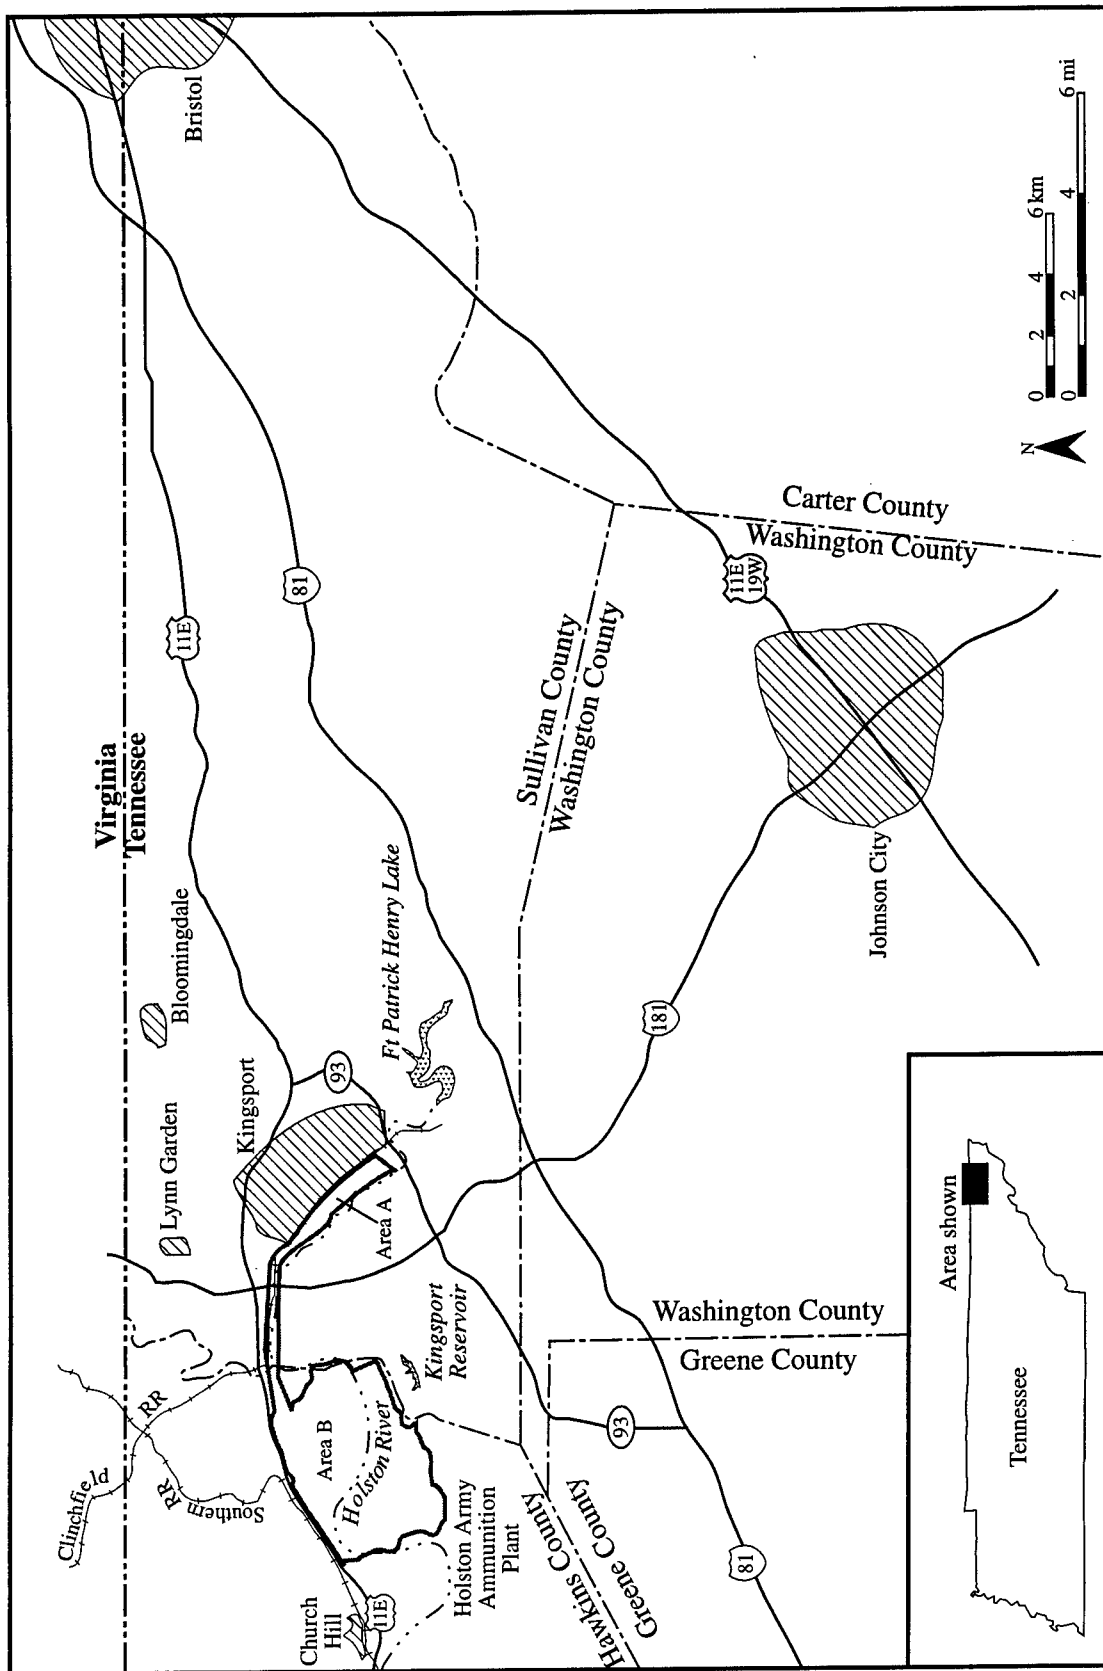 Virginia
Tennessee
Bristol
Bloomingdale
Lynn Garden
Kingsport
Clinchfield
RR
Southern
RR
11E
81
93
Ft Patrick Henry Lake
Area A
Area B
Holston River
Kingsport
Reservoir
Church
Hill
11E
Holston Army
Ammunition
Plant
Sullivan County
Washington County
Carter County
Washington County
11E
19W
181
Johnson City
Hawkins County
Greene County
Washington County
Greene County
93
81
N
0 2 4 6 km
0 2 4 6 mi
Area shown
Tennessee